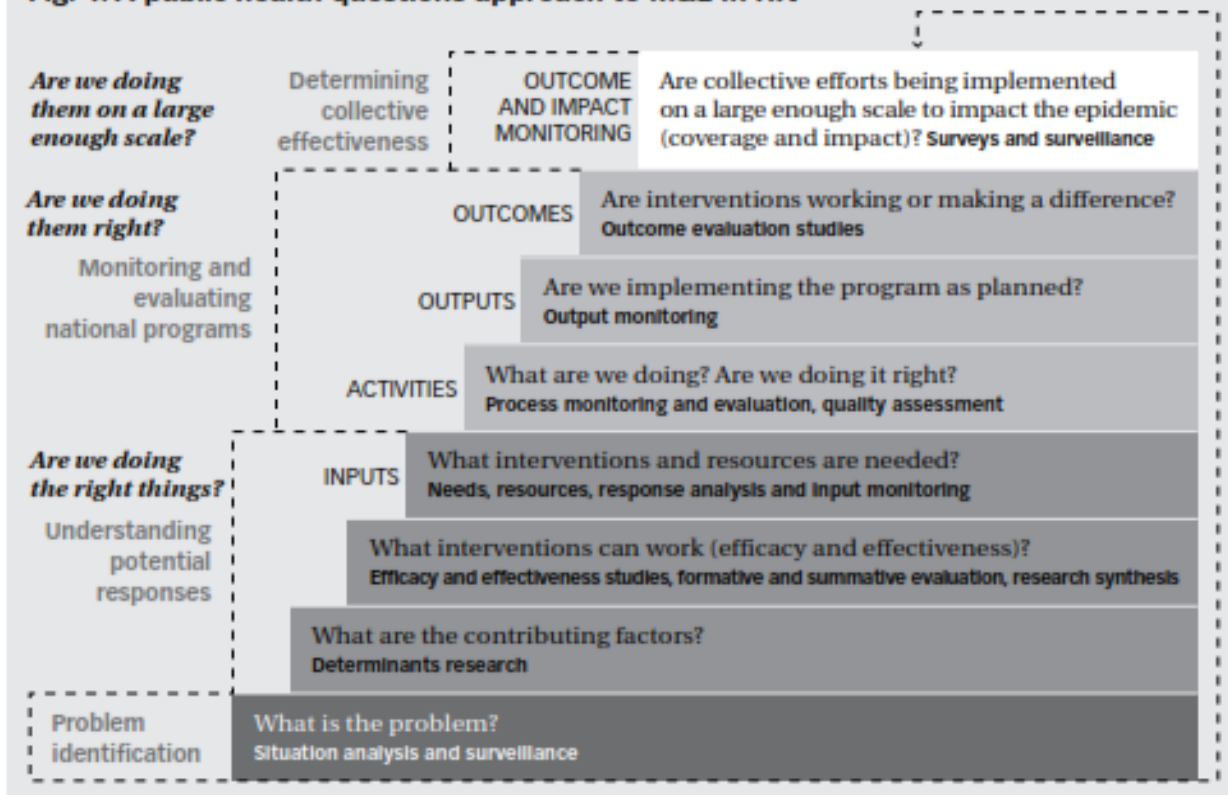 Fig. A public health questions approach to M&E in
Are we doing
them on a large
enough scale?
Determining
collective
effectiveness
OUTCOME
AND IMPACT
MONITORING
Are collective efforts being implemented
on a large enough scale to impact the epidemic
(coverage and impact)? Surveys and surveillance
Are we doing
them right?
Monitoring and
evaluating
national programs
OUTCOMES
Are interventions working or making a difference?
Outcome evaluation studies
OUTPUTS
Are we implementing the program as planned?
Output monitoring
ACTIVITIES
What are we doing? Are we doing it right?
Process monitoring and evaluation, quality assessment
Are we doing
the right things?
Understanding
potential
responses
INPUTS
What interventions and resources are needed?
Needs, resources, response analysis and input monitoring
What interventions can work (efficacy and effectiveness)?
Efficacy and effectiveness studies, formative and summative evaluation, research synthesis
What are the contributing factors?
Determinants research
Problem
identification
What is the problem?
Situation analysis and surveillance